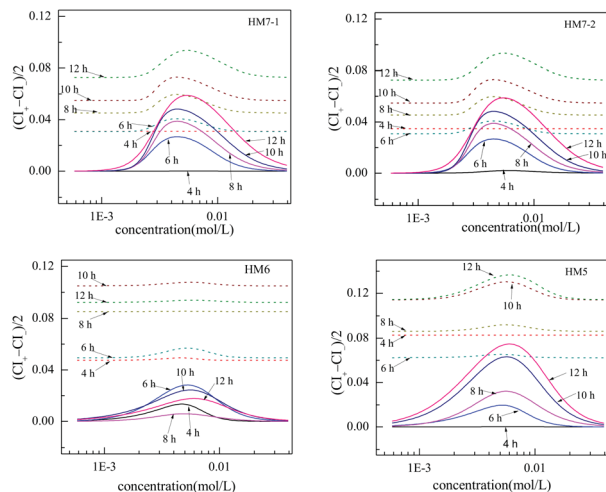 HM7-1
0.12
0.08
0.04
0.00
(CI₊−CI₋)/2
12 h
10 h
8 h
6 h
4 h
6 h
12 h
10 h
8 h
4 h
1E-3
0.01
concentration(mol/L)
HM7-2
0.12
0.08
0.04
0.00
(CI₊−CI₋)/2
12 h
10 h
8 h
4 h
6 h
6 h
8 h
12 h
10 h
4 h
1E-3
0.01
concentration(mol/L)
HM6
0.12
0.08
0.04
0.00
(CI₊−CI₋)/2
10 h
12 h
8 h
6 h
4 h
6 h
10 h
12 h
8 h
4 h
1E-3
0.01
concentration(mol/L)
HM5
0.15
0.10
0.05
0.00
(CI₊−CI₋)/2
12 h
10 h
8 h
4 h
6 h
12 h
10 h
8 h
6 h
4 h
1E-3
0.01
concentration(mol/L)